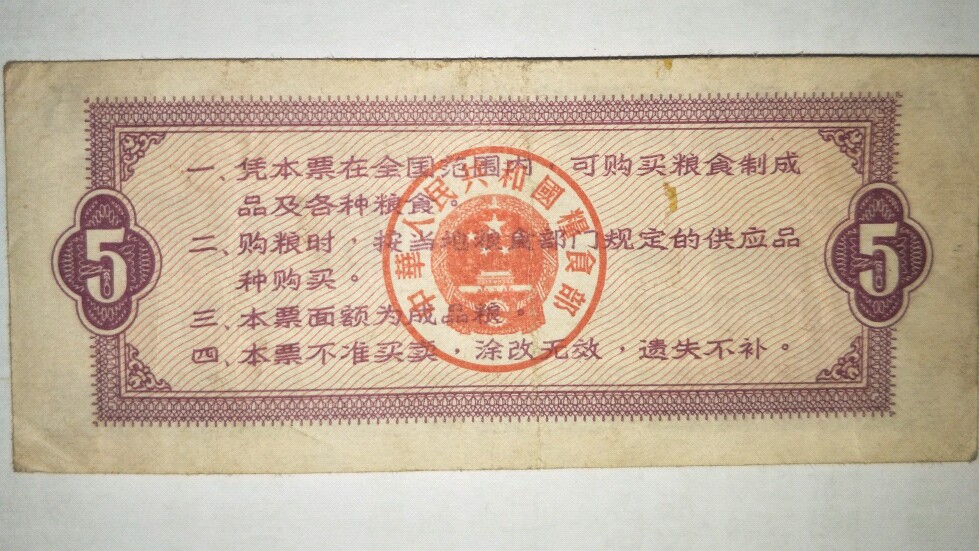 一、凭本票在全国范围内，可购买粮食制成
品及各种粮食。
二、购粮时，按当地粮食部门规定的供应品
种购买。
三、本票面额为成品粮。
四、本票不准买卖，涂改无效，遗失不补。
中華人民共和國糧食部
5
5